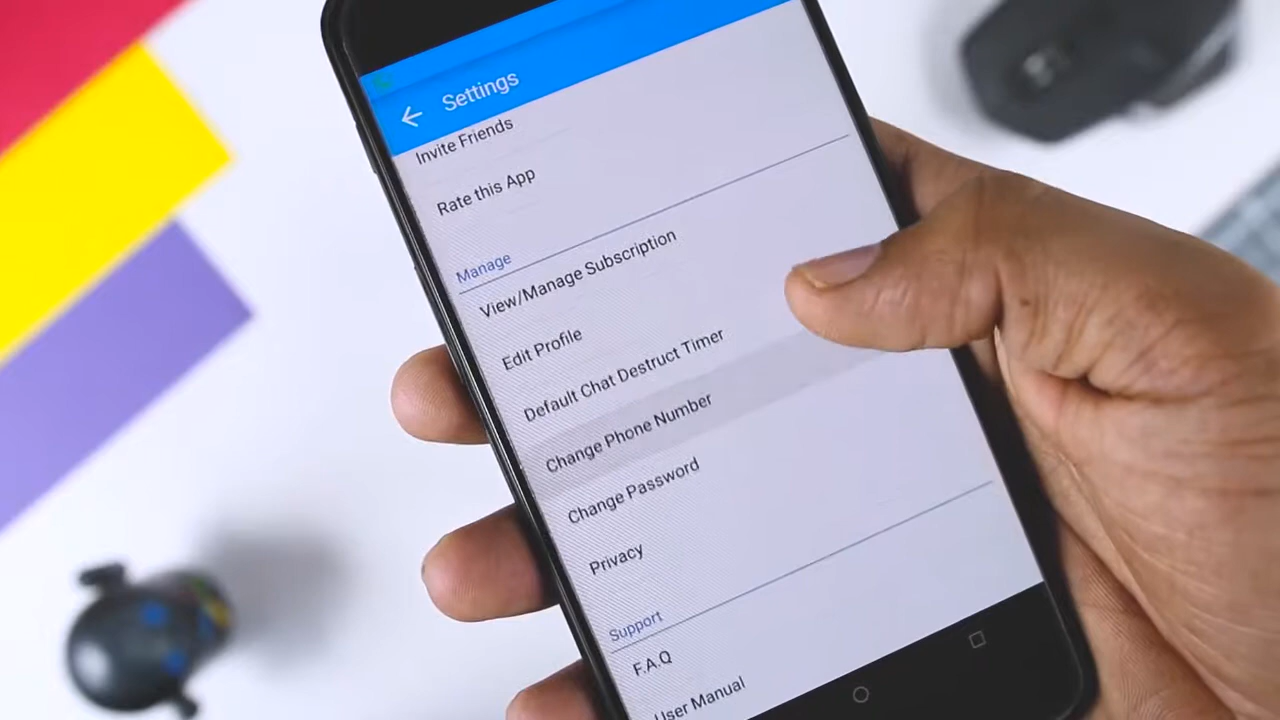 Settings
Invite Friends
Rate this App
Manage
View/Manage Subscription
Edit Profile
Default Chat Destruct Timer
Change Phone Number
Change Password
Privacy
Support
F.A.Q
User Manual